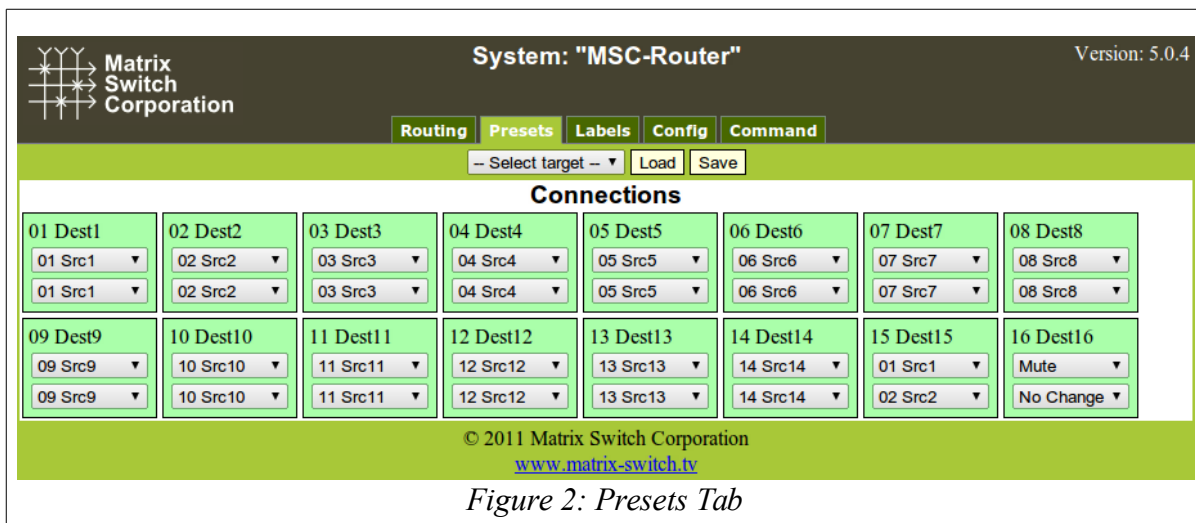 Matrix
Switch
Corporation
System: "MSC-Router"
Version: 5.0.4
Routing Presets Labels Config Command
-- Select target -- Load Save
Connections
01 Dest1 02 Dest2 03 Dest3 04 Dest4 05 Dest5 06 Dest6 07 Dest7 08 Dest8
01 Src1 02 Src2 03 Src3 04 Src4 05 Src5 06 Src6 07 Src7 08 Src8
01 Src1 02 Src2 03 Src3 04 Src4 05 Src5 06 Src6 07 Src7 08 Src8
09 Dest9 10 Dest10 11 Dest11 12 Dest12 13 Dest13 14 Dest14 15 Dest15 16 Dest16
09 Src9 10 Src10 11 Src11 12 Src12 13 Src13 14 Src14 01 Src1 Mute
09 Src9 10 Src10 11 Src11 12 Src12 13 Src13 14 Src14 02 Src2 No Change
© 2011 Matrix Switch Corporation
www.matrix-switch.tv
Figure 2: Presets Tab